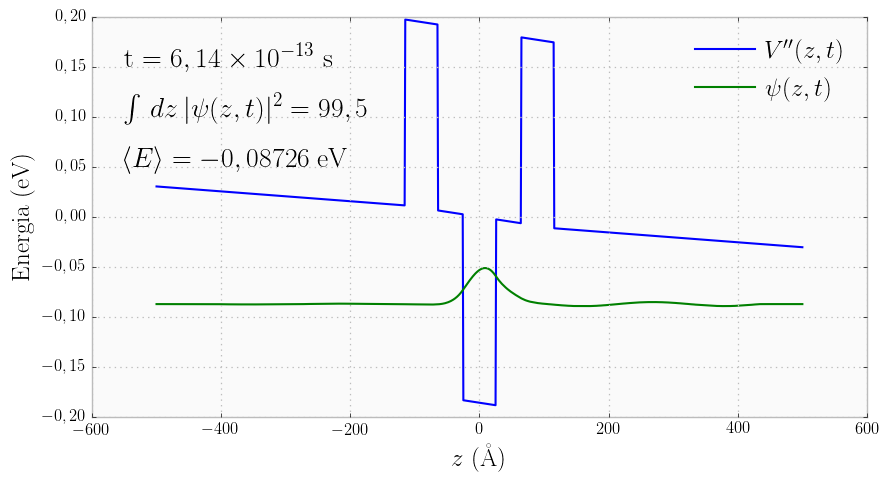 0,20
0,15
0,10
0,05
0,00
−0,05
−0,10
−0,15
−0,20
Energia (eV)
t = 6,14 × 10⁻¹³ s
∫ dz |ψ(z, t)|² = 99,5
⟨E⟩ = −0,08726 eV
V′′(z, t)
ψ(z, t)
−600 −400 −200 0 200 400 600
z (Å)